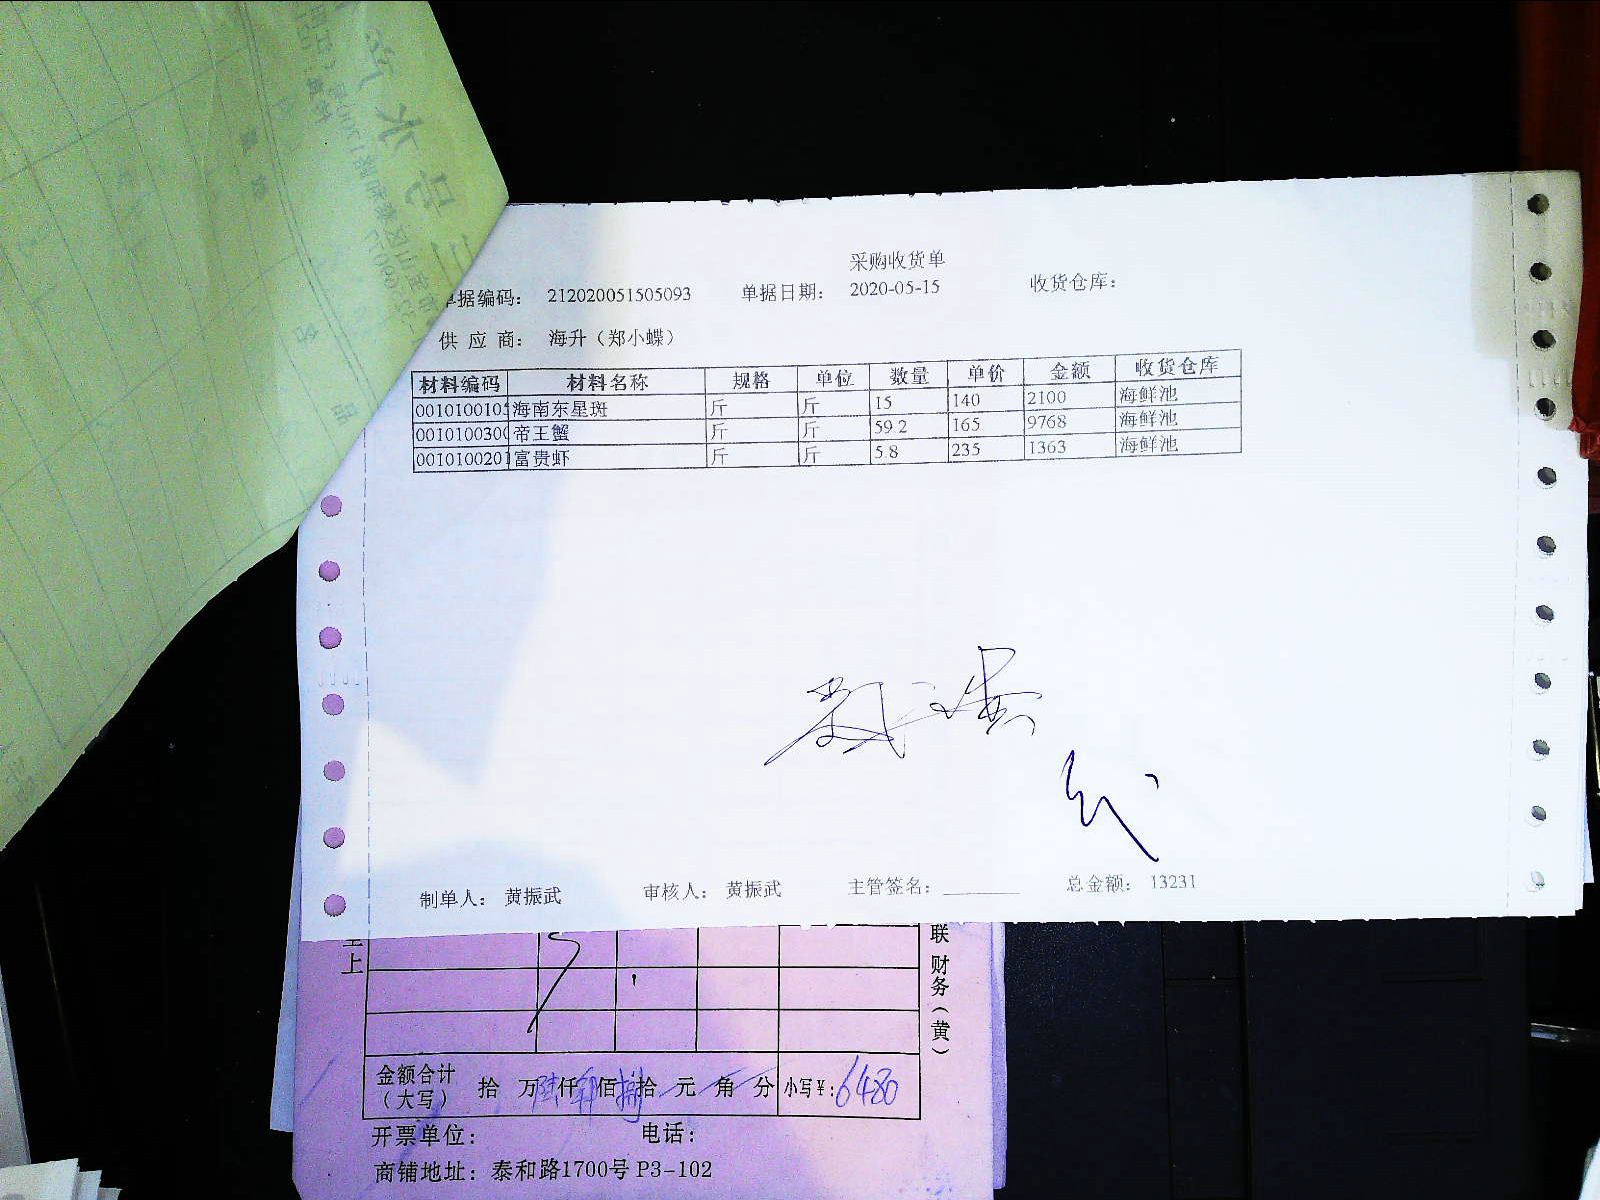 采购收货单
单据编码: 212020051505093 单据日期: 2020-05-15 收货仓库:
供应商: 海升（郑小蝶）
材料编码 材料名称 规格 单位 数量 单价 金额 收货仓库
0010100105 海南东星斑 斤 斤 15 140 2100 海鲜池
0010100300 帝王蟹 斤 斤 59.2 165 9768 海鲜池
0010100201 富贵虾 斤 斤 5.8 235 1363 海鲜池
制单人: 黄振武 审核人: 黄振武 主管签名: 总金额: 13231
上
联财务（黄）
金额合计（大写） 拾 万陆仟肆佰捌拾 元 角 分 小写¥: 6480
开票单位: 电话:
商铺地址: 泰和路1700号 P3-102